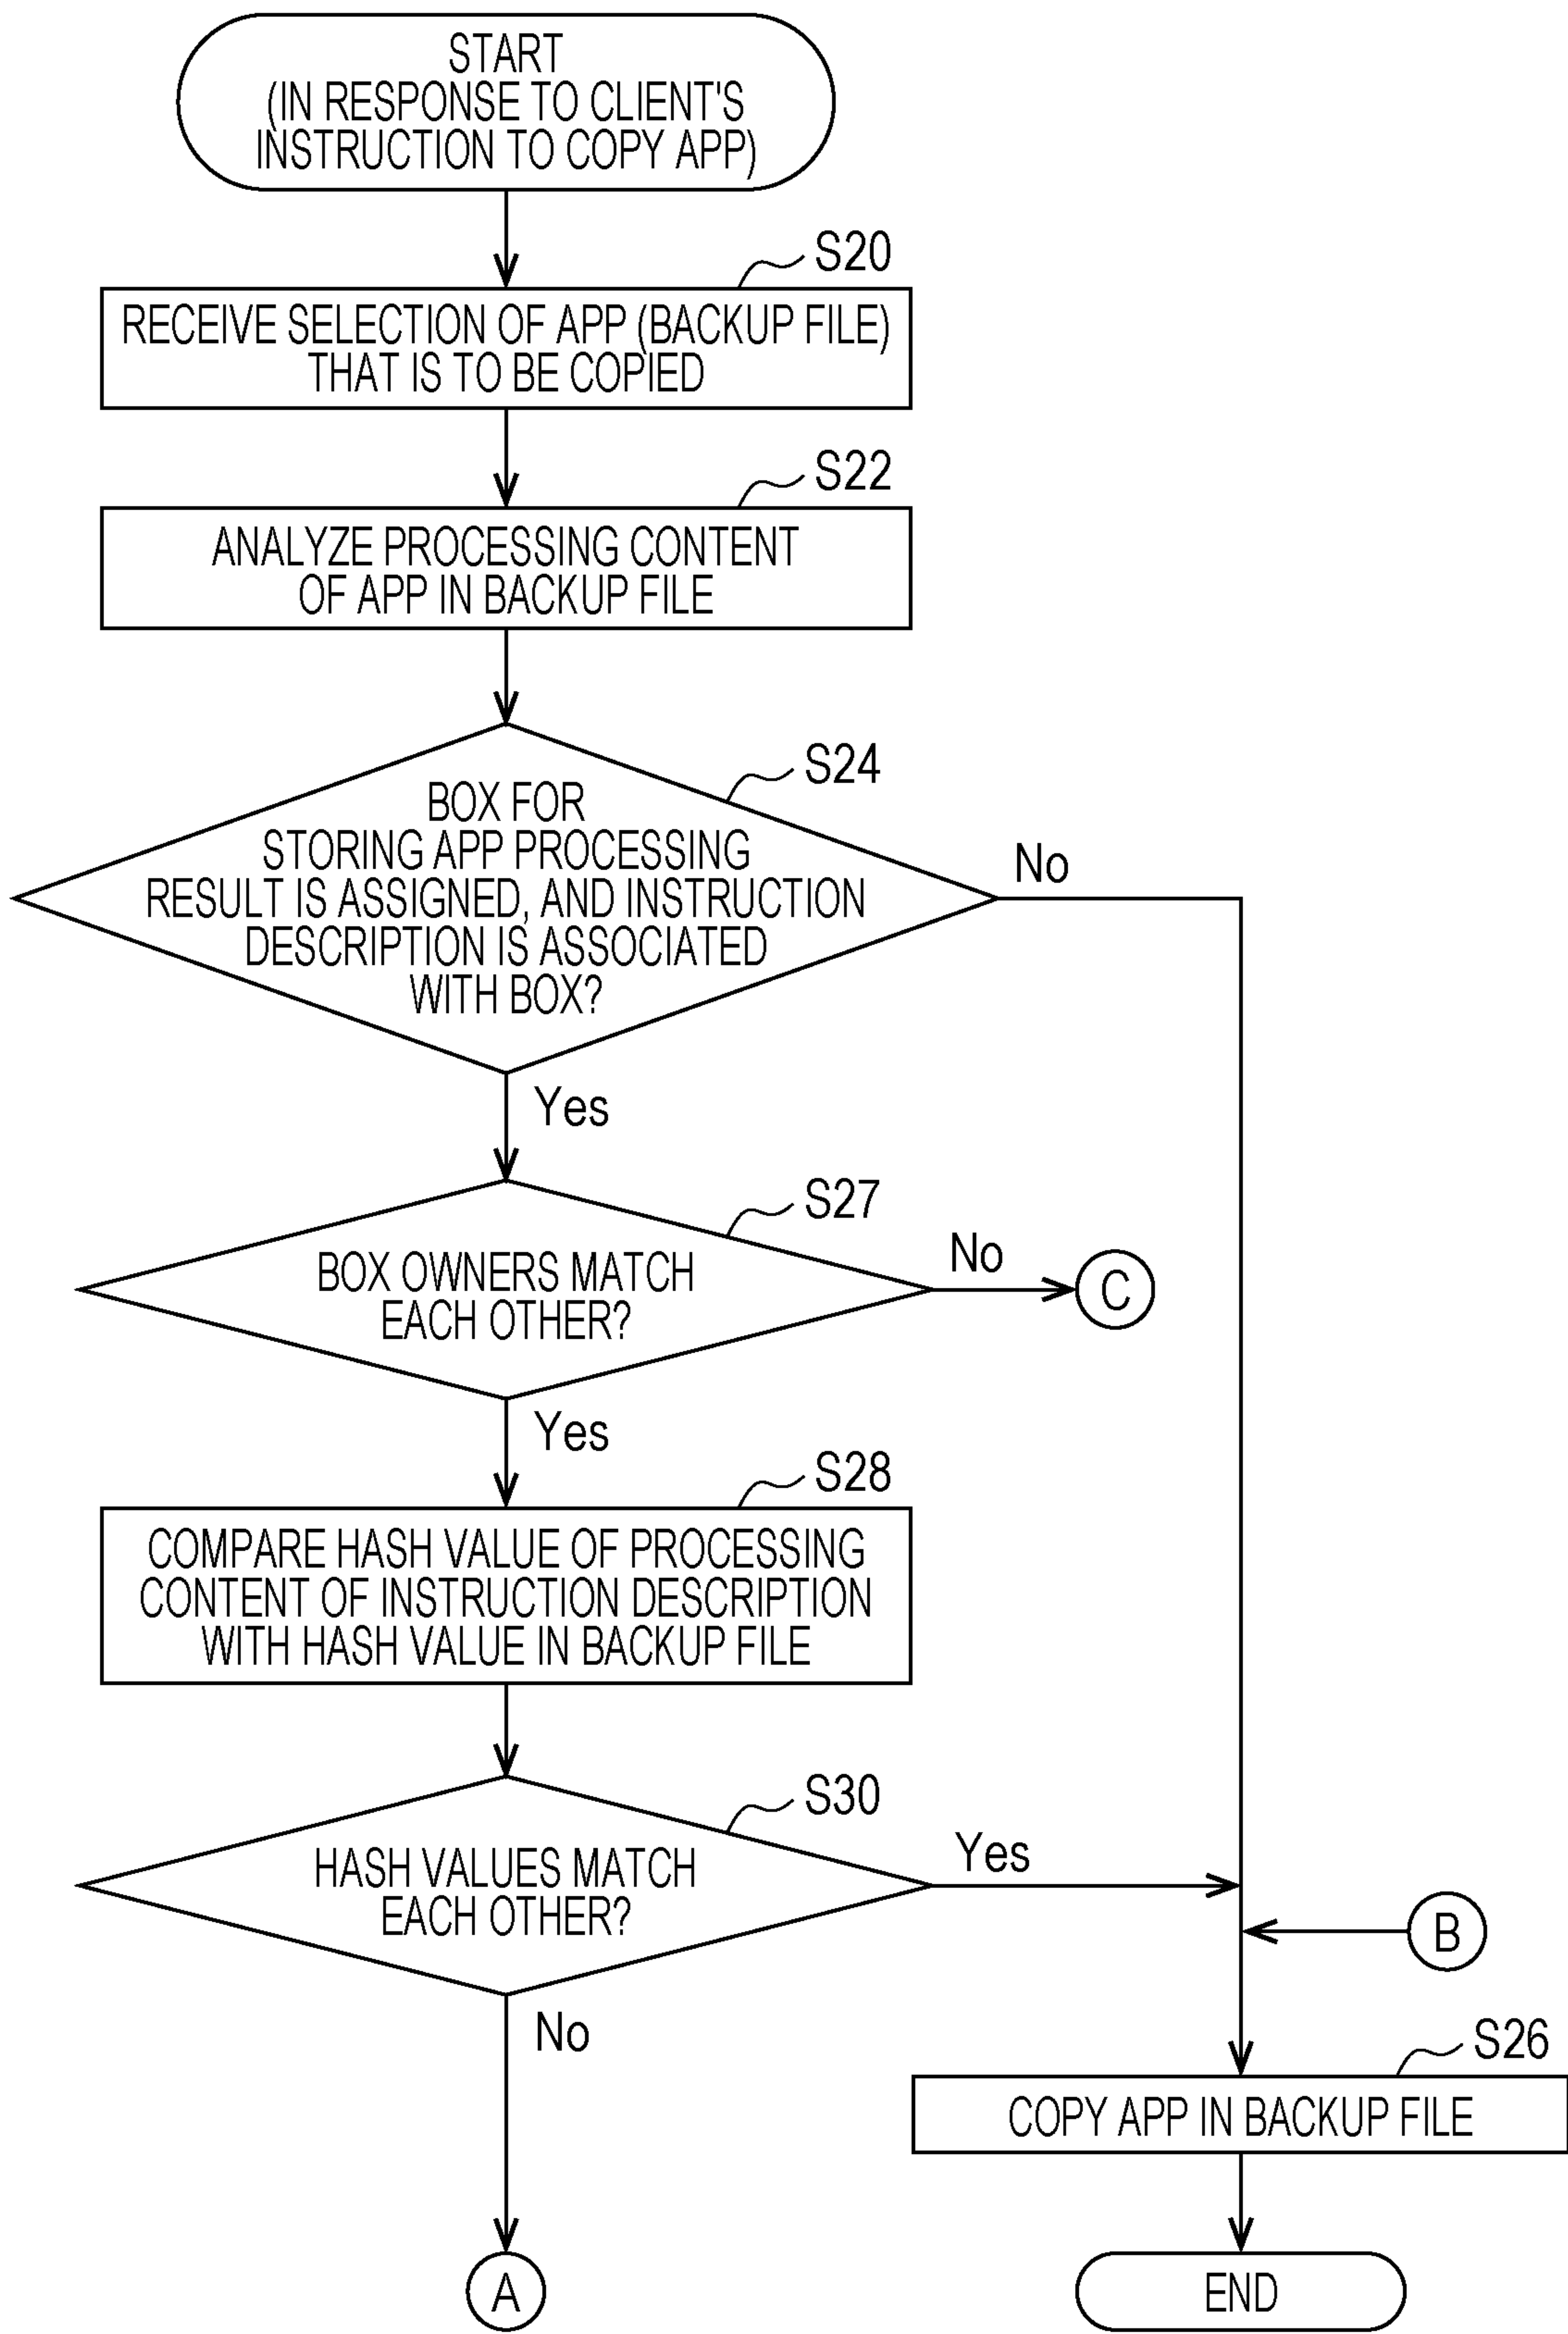 START
(IN RESPONSE TO CLIENT'S
INSTRUCTION TO COPY APP)
S20
RECEIVE SELECTION OF APP (BACKUP FILE)
THAT IS TO BE COPIED
S22
ANALYZE PROCESSING CONTENT
OF APP IN BACKUP FILE
S24
BOX FOR
STORING APP PROCESSING
RESULT IS ASSIGNED, AND INSTRUCTION
DESCRIPTION IS ASSOCIATED
WITH BOX?
No
Yes
S27
BOX OWNERS MATCH
EACH OTHER?
No
C
Yes
S28
COMPARE HASH VALUE OF PROCESSING
CONTENT OF INSTRUCTION DESCRIPTION
WITH HASH VALUE IN BACKUP FILE
S30
HASH VALUES MATCH
EACH OTHER?
Yes
B
No
S26
COPY APP IN BACKUP FILE
A
END